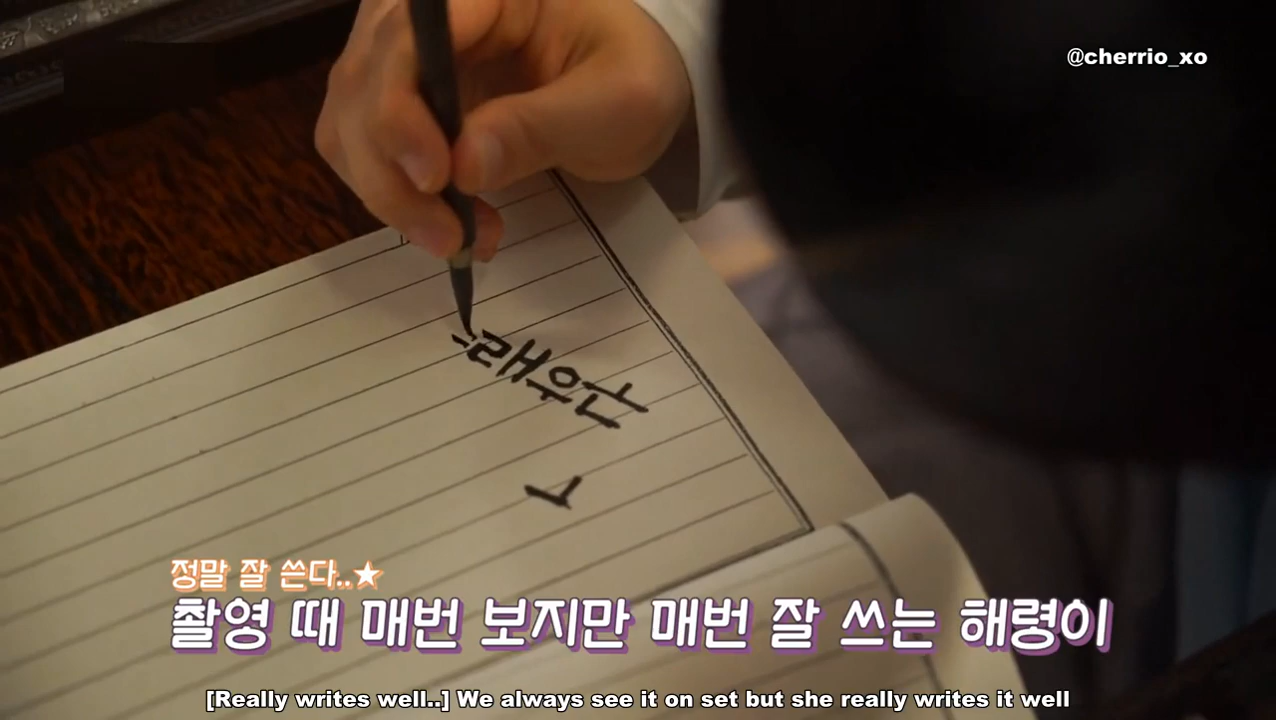 @cherrio_xo
정말 잘 쓴다..★
촬영 때 매번 보지만 매번 잘 쓰는 해령이
[Really writes well..] We always see it on set but she really writes it well